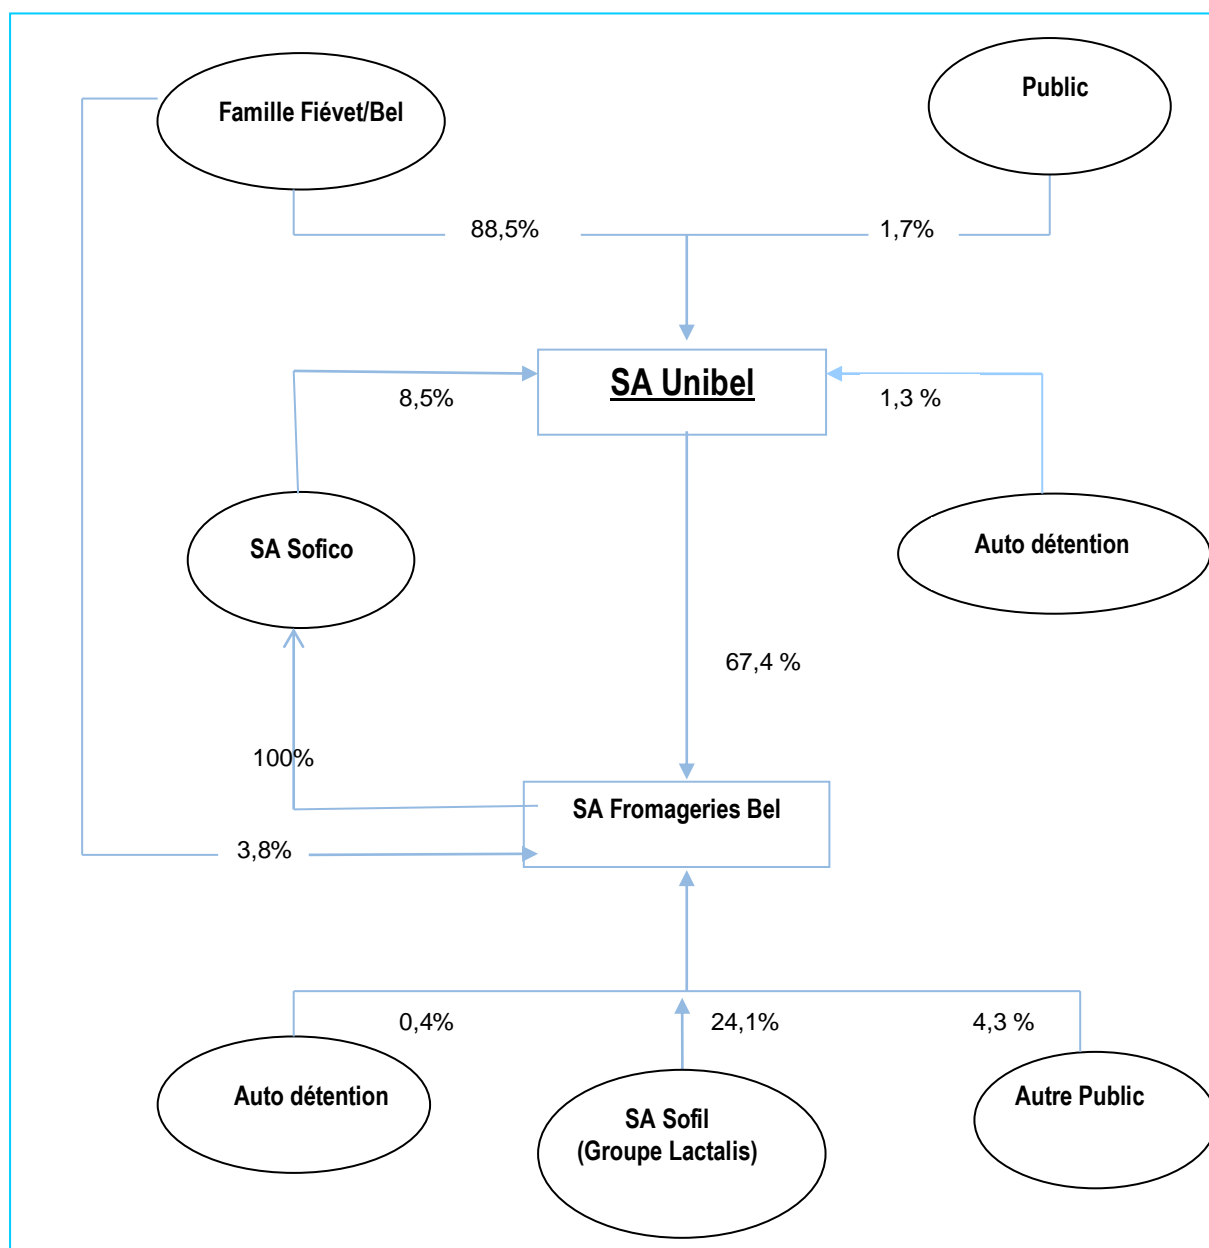 Famille Fiévet/Bel
Public
88,5%
1,7%
SA Unibel
8,5%
1,3 %
SA Sofico
Auto détention
67,4 %
100%
SA Fromageries Bel
3,8%
0,4%
24,1%
4,3 %
Auto détention
SA Sofil
(Groupe Lactalis)
Autre Public